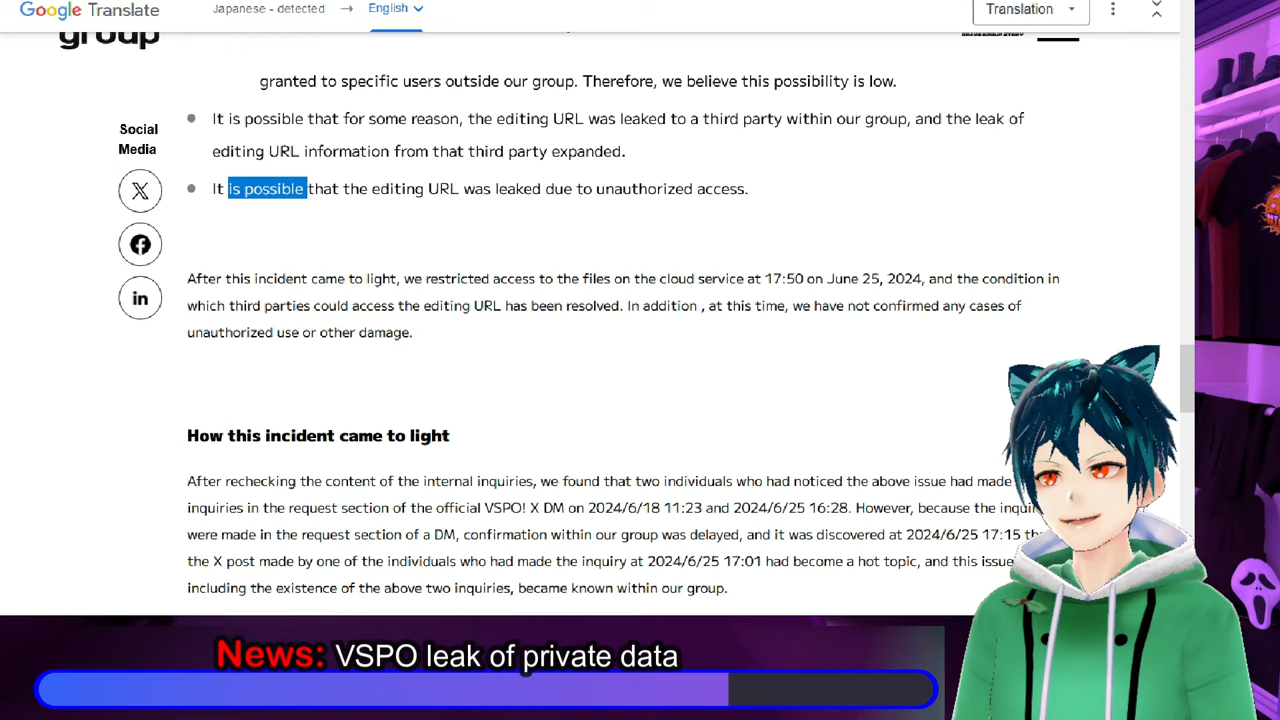 Google Translate
Japanese - detected → English
Translation
group
granted to specific users outside our group. Therefore, we believe this possibility is low.
Social
Media
It is possible that for some reason, the editing URL was leaked to a third party within our group, and the leak of
editing URL information from that third party expanded.
It is possible that the editing URL was leaked due to unauthorized access.
After this incident came to light, we restricted access to the files on the cloud service at 17:50 on June 25, 2024, and the condition in
which third parties could access the editing URL has been resolved. In addition , at this time, we have not confirmed any cases of
unauthorized use or other damage.
How this incident came to light
After rechecking the content of the internal inquiries, we found that two individuals who had noticed the above issue had made
inquiries in the request section of the official VSPO! X DM on 2024/6/18 11:23 and 2024/6/25 16:28. However, because the
were made in the request section of a DM, confirmation within our group was delayed, and it was discovered at 2024/6/25 17:15
the X post made by one of the individuals who had made the inquiry at 2024/6/25 17:01 had become a hot topic, and this issue
including the existence of the above two inquiries, became known within our group.
News: VSPO leak of private data